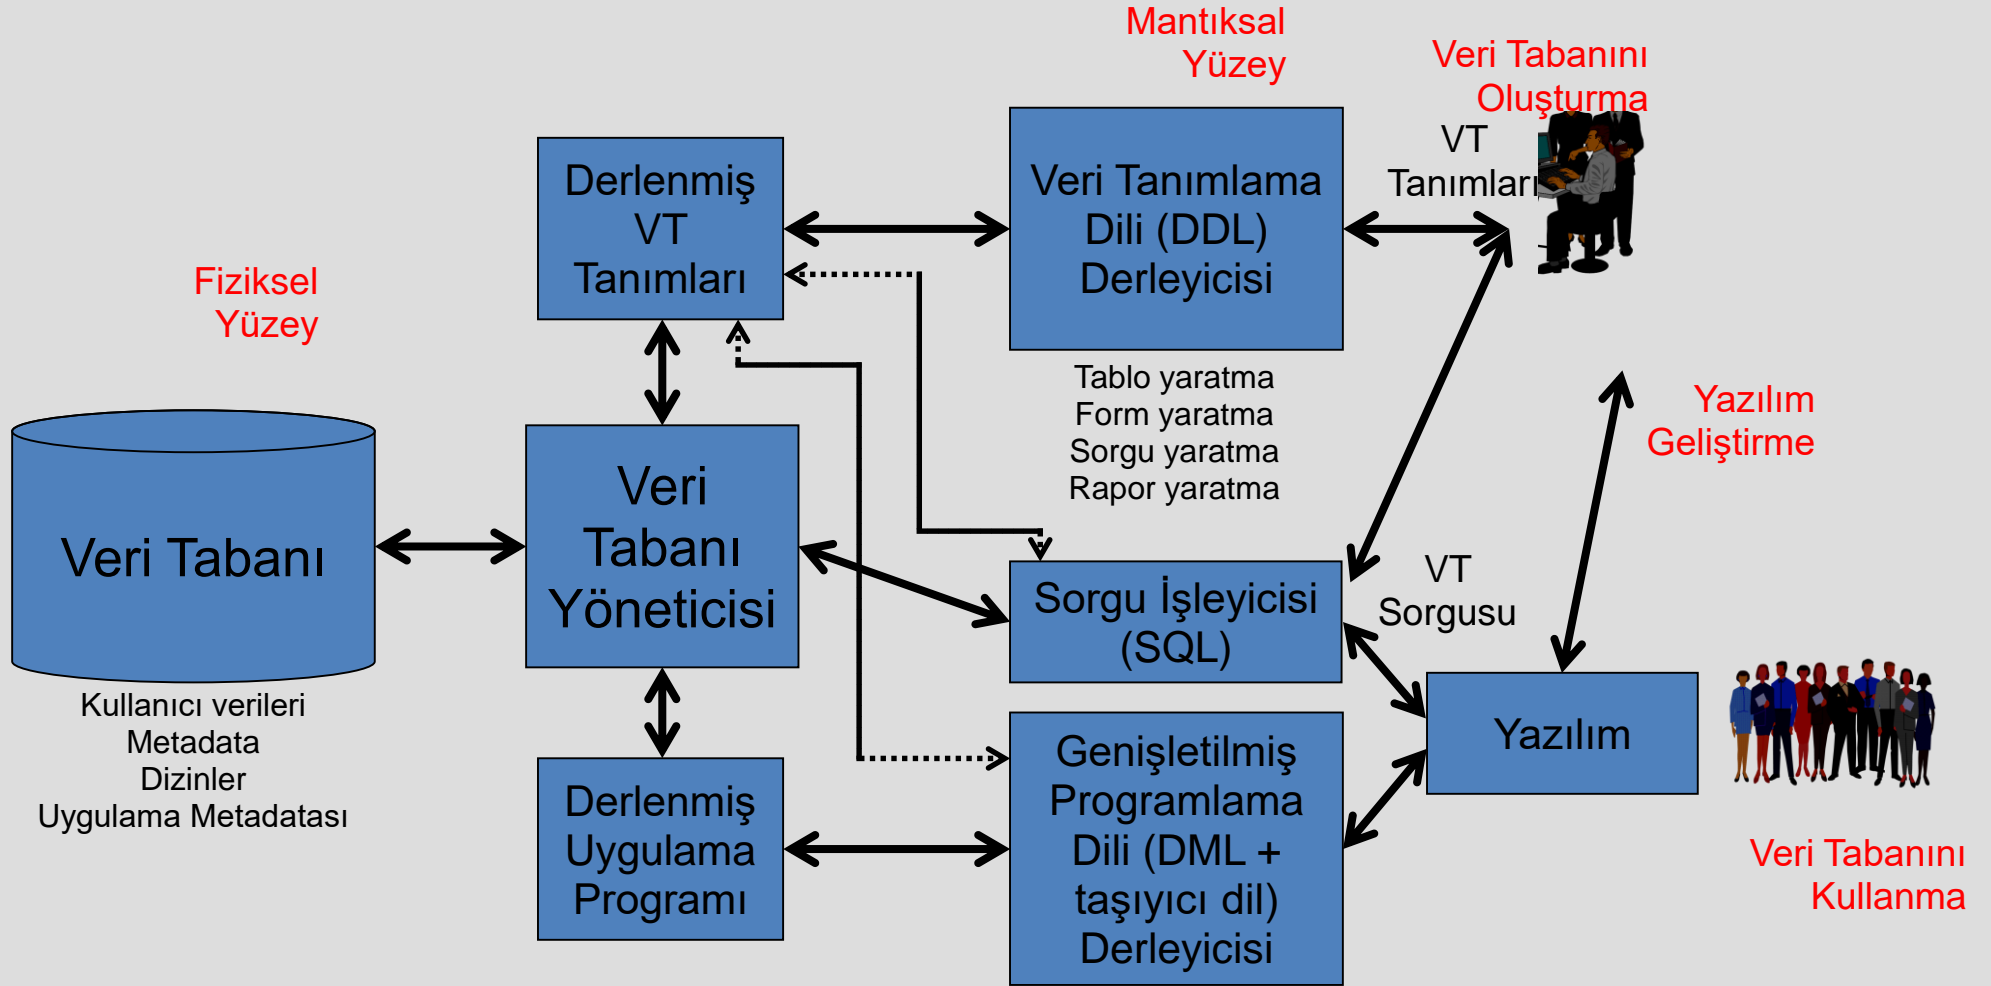 Mantıksal
Yüzey
Veri Tabanını
Oluşturma
VT
Tanımları
Derlenmiş
VT
Tanımları
Veri Tanımlama
Dili (DDL)
Derleyicisi
Fiziksel
Yüzey
Tablo yaratma
Form yaratma
Sorgu yaratma
Rapor yaratma
Yazılım
Geliştirme
Veri Tabanı
Veri
Tabanı
Yöneticisi
Sorgu İşleyicisi
(SQL)
VT
Sorgusu
Kullanıcı verileri
Metadata
Dizinler
Uygulama Metadatası
Yazılım
Derlenmiş
Uygulama
Programı
Genişletilmiş
Programlama
Dili (DML +
taşıyıcı dil)
Derleyicisi
Veri Tabanını
Kullanma